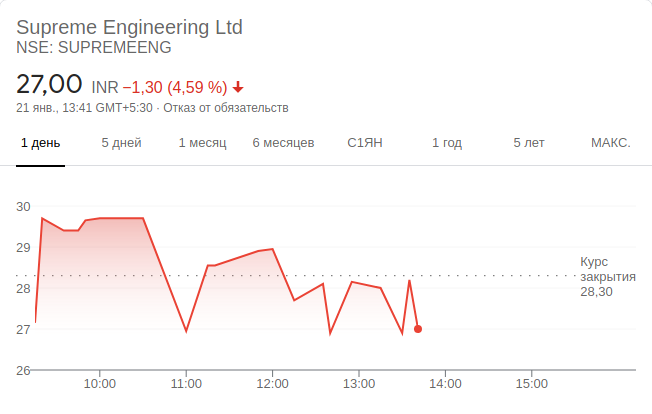 Supreme Engineering Ltd
NSE: SUPREMEENG
27,00 INR −1,30 (4,59 %)
21 янв., 13:41 GMT+5:30 · Отказ от обязательств
1 день 5 дней 1 месяц 6 месяцев С1ЯН 1 год 5 лет МАКС.
30
29
Курс
закрытия
28,30
28
27
26
10:00 11:00 12:00 13:00 14:00 15:00